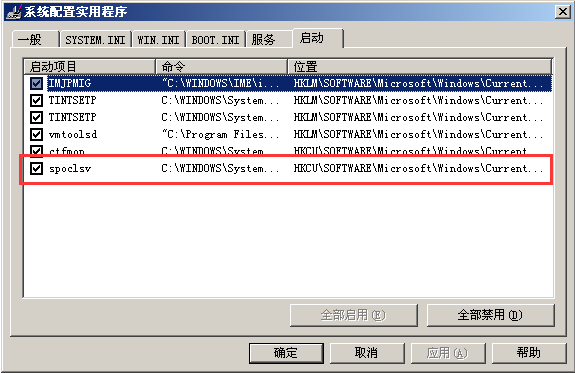 系统配置实用程序
一般 SYSTEM.INI WIN.INI BOOT.INI 服务 启动
启动项目 命令 位置
IMJPMIG "C:\WINDOWS\IME\i... HKLM\SOFTWARE\Microsoft\Windows\Current...
TINTSETP C:\WINDOWS\System... HKLM\SOFTWARE\Microsoft\Windows\Current...
TINTSETP C:\WINDOWS\System... HKLM\SOFTWARE\Microsoft\Windows\Current...
vmtoolsd "C:\Program Files... HKLM\SOFTWARE\Microsoft\Windows\Current...
ctfmon C:\WINDOWS\System... HKCU\SOFTWARE\Microsoft\Windows\Current...
spoclsv C:\WINDOWS\System... HKCU\SOFTWARE\Microsoft\Windows\Current...
全部启用(E) 全部禁用(D)
确定 取消 应用(A) 帮助